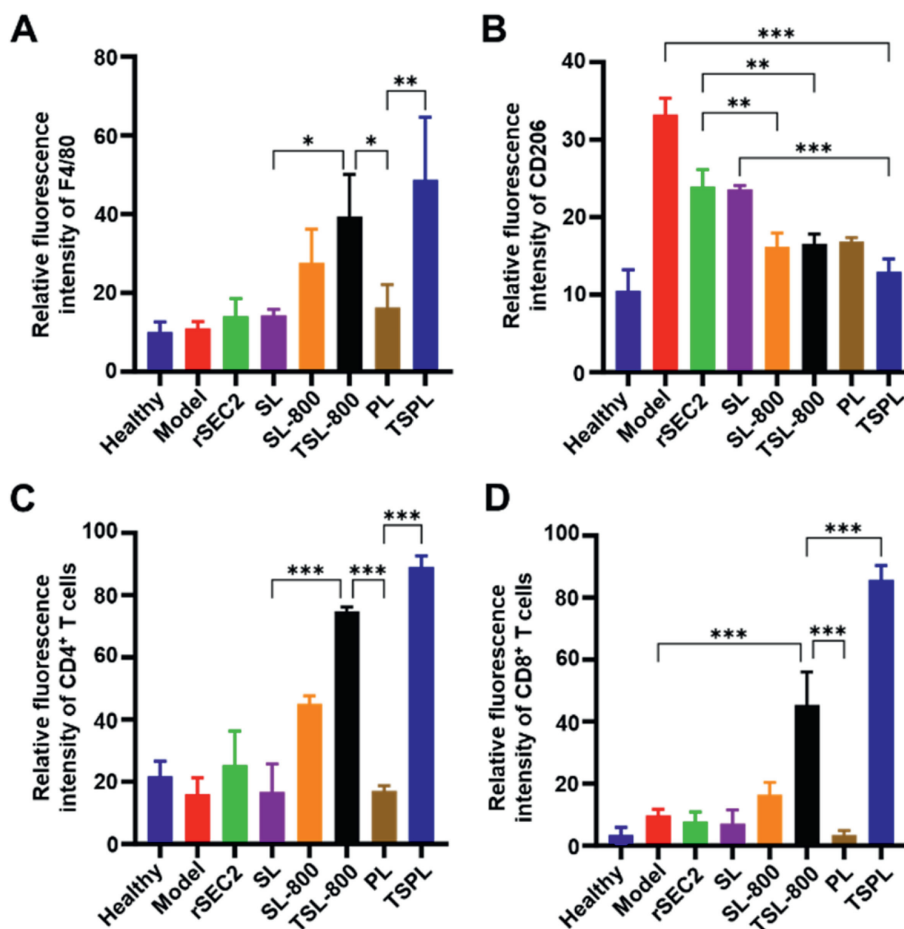 A
Relative fluorescence
intensity of F4/80
80
60
40
20
0
*
*
**
Healthy
Model
rSEC2
SL
SL-800
TSL-800
PL
TSPL
B
Relative fluorescence
intensity of CD206
40
30
20
10
0
***
**
**
***
Healthy
Model
rSEC2
SL
SL-800
TSL-800
PL
TSPL
C
Relative fluorescence
intensity of CD4⁺ T cells
100
80
60
40
20
0
***
***
***
Healthy
Model
rSEC2
SL
SL-800
TSL-800
PL
TSPL
D
Relative fluorescence
intensity of CD8⁺ T cells
100
80
60
40
20
0
***
***
***
Healthy
Model
rSEC2
SL
SL-800
TSL-800
PL
TSPL